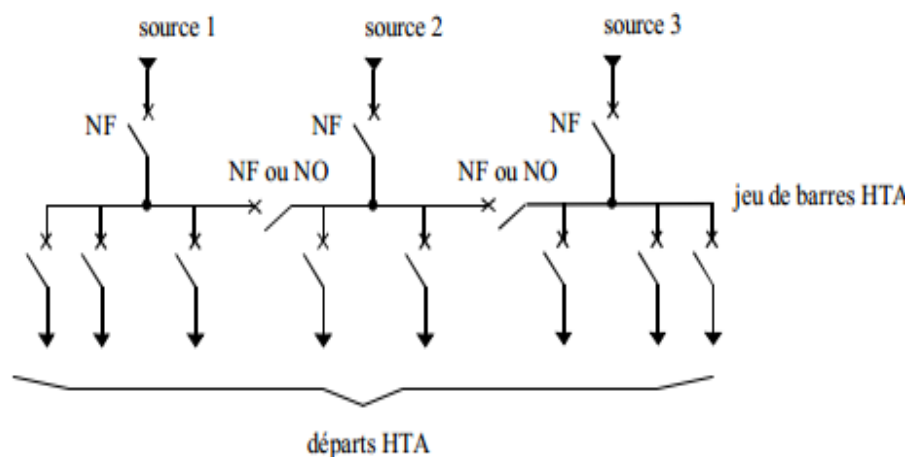 source 1
source 2
source 3
NF
NF
NF
NF ou NO
NF ou NO
jeu de barres HTA
départs HTA